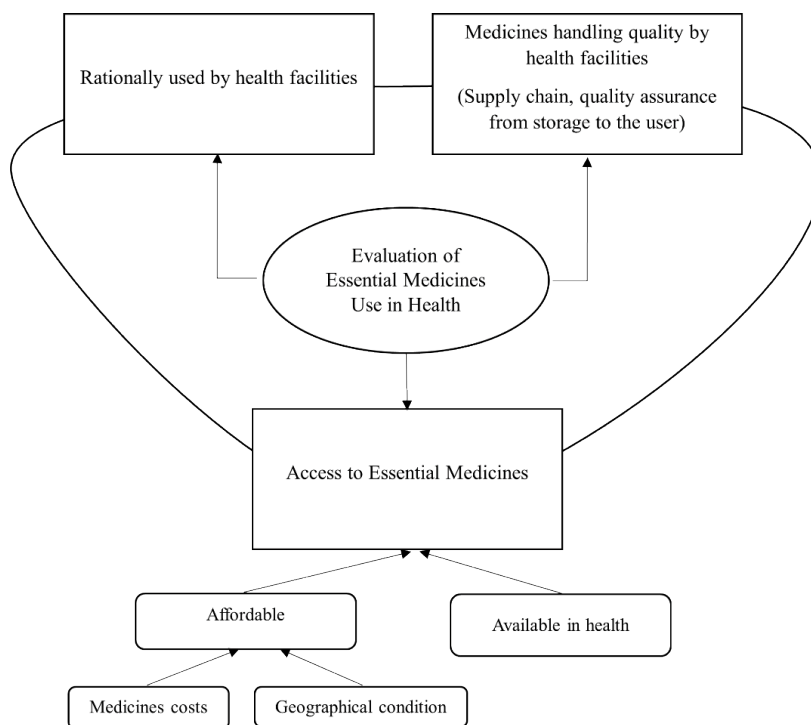 Rationally used by health facilities
Medicines handling quality by
health facilities
(Supply chain, quality assurance
from storage to the user)
Evaluation of
Essential Medicines
Use in Health
Access to Essential Medicines
Affordable
Available in health
Medicines costs
Geographical condition